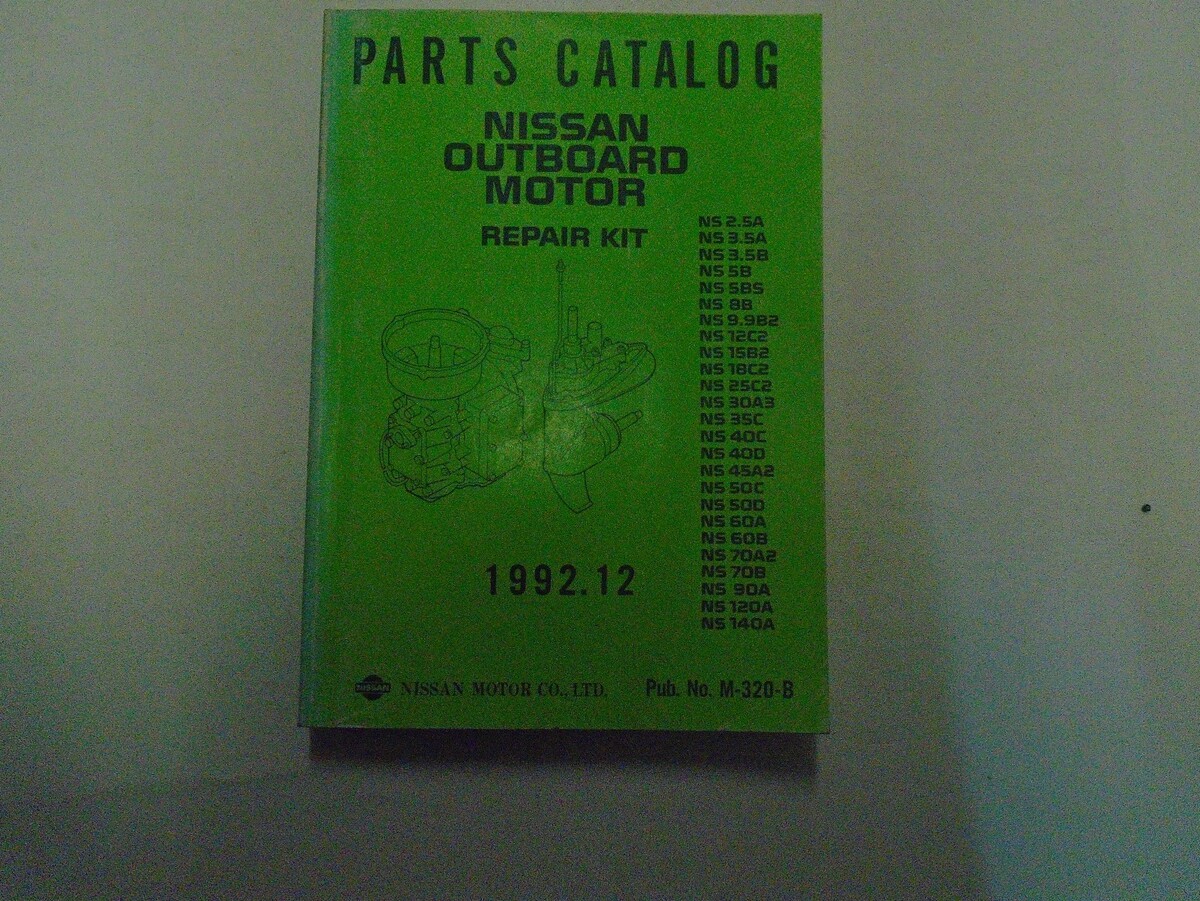 PARTS CATALOG
NISSAN
OUTBOARD
MOTOR
REPAIR KIT
NS 2.5A
NS 3.5A
NS 3.5B
NS 5B
NS 5BS
NS 8B
NS 9.9B2
NS 12C2
NS 15B2
NS 18C2
NS 25C2
NS 30A3
NS 35C
NS 40C
NS 40D
NS 45A2
NS 50C
NS 50D
NS 60A
NS 60B
NS 70A2
NS 70B
NS 90A
NS 120A
NS 140A
1992.12
NISSAN NISSAN MOTOR CO., LTD. Pub. No. M-320-B